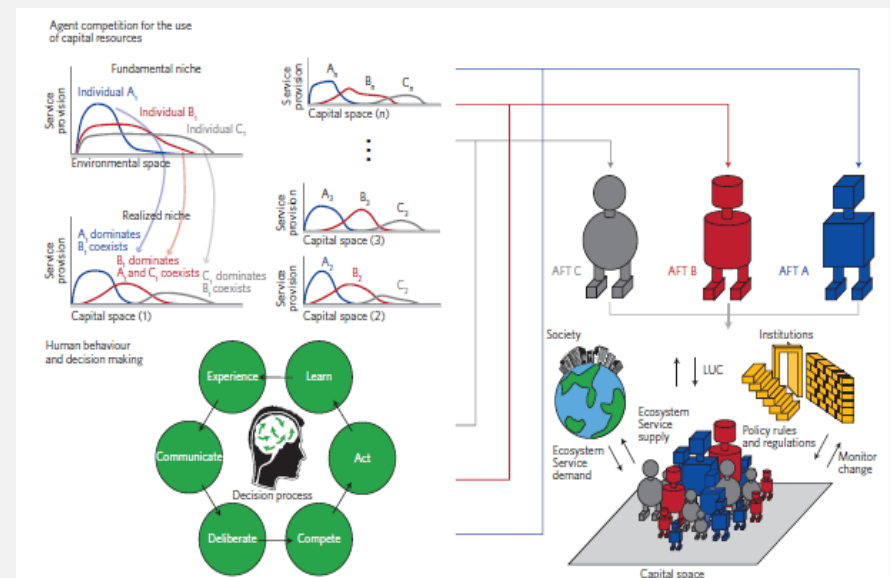 Agent competition for the use
of capital resources
Fundamental niche
Service
provision
Individual A₁
Individual B₁
Individual C₁
Environmental space
Realized niche
Service
provision
A₁ dominates
B₁ coexists
B₁ dominates
A₁ and C₁ coexists
C₁ dominates
B₁ coexists
Capital space (1)
Service
provision
Aₙ
Bₙ
Cₙ
Capital space (n)
Service
provision
A₃
B₃
C₃
Capital space (3)
Service
provision
A₂
B₂
C₂
Capital space (2)
Human behaviour
and decision making
Experience
Learn
Communicate
Act
Decision process
Deliberate
Compete
AFT C
AFT B
AFT A
Society
LUC
Institutions
Ecosystem
Service
supply
Ecosystem
Service
demand
Policy rules
and regulations
Monitor
change
Capital space